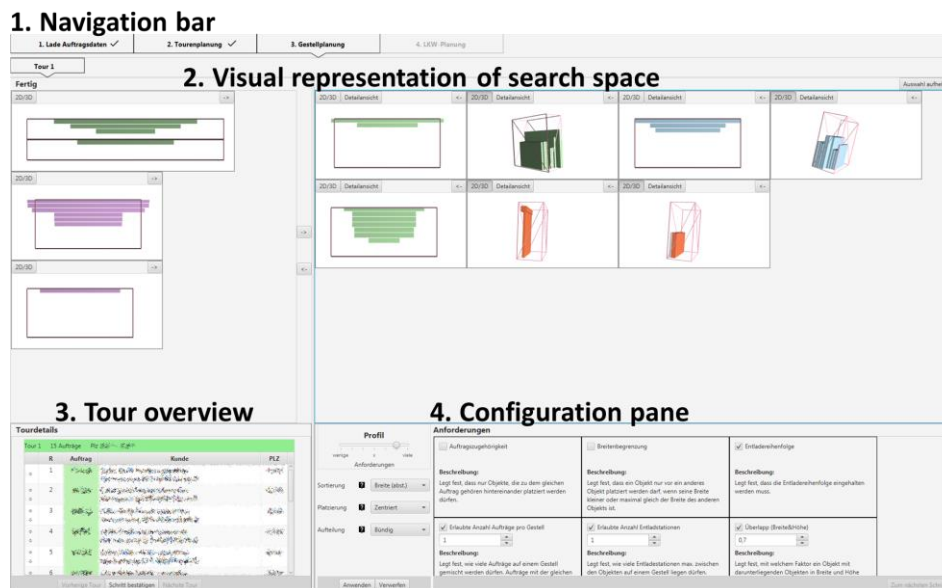 1. Navigation bar
1. Lade Auftragsdaten ✓ 2. Tourenplanung ✓ 3. Gestellplanung 4. LKW Planung
Tour 1
2. Visual representation of search space
Fertig
Auswahl aufhe
2D/3D -> 2D/3D Detailansicht <- 2D/3D Detailansicht <- 2D/3D Detailansicht <- 2D/3D Detailansicht <-
2D/3D -> 2D/3D Detailansicht <- 2D/3D Detailansicht <- 2D/3D Detailansicht <-
->
2D/3D -> <-
3. Tour overview
4. Configuration pane
Tourdetails
Tour 1 15 Aufträge Plz
R Auftrag Kunde PLZ
1
2
3
4
5
6
Vorherige Tour Schritt bestätigen Nächste Tour
Profil
wenige viele
Anforderungen
Sortierung ? Breite (abst.)
Platzierung ? Zentriert
Aufteilung ? Bündig
Anwenden Verwerfen
Anforderungen
Auftragszugehörigkeit
Beschreibung:
Legt fest, dass nur Objekte, die zu dem gleichen
Auftrag gehören hintereinander platziert werden
dürfen.
Breitenbegrenzung
Beschreibung:
Legt fest, dass ein Objekt nur vor ein anderes
Objekt platziert werden darf, wenn seine Breite
kleiner oder maximal gleich der Breite des anderen
Objekts ist.
Entladereihenfolge
Beschreibung:
Legt fest, dass die Entladereihenfolge eingehalten
werden muss.
Erlaubte Anzahl Aufträge pro Gestell
1
Beschreibung:
Legt fest, wie viele Aufträge auf einem Gestell
gemischt werden dürfen. Aufträge mit der gleichen
Erlaubte Anzahl Entladstationen
1
Beschreibung:
Legt fest, wie viele Entladestationen max. zwischen
den Objekten auf einem Gestell liegen dürfen.
Überlapp (Breite&Höhe)
0,7
Beschreibung:
Legt fest, mit welchem Faktor ein Objekt mit
darunterliegenden Objekten in Breite und Höhe
Zum nächsten Schri